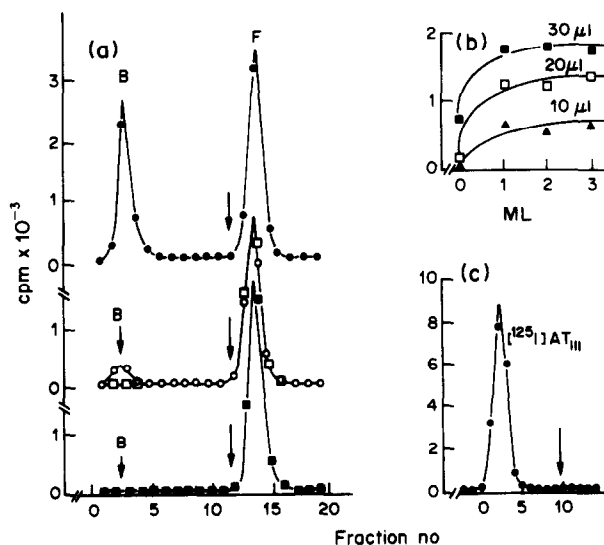 (a)
B
F
3
2
1
0
B
1
0
B
1
0
0 5 10 15 20
cpm x 10⁻³
Fraction no
(b)
30 µl
20µl
10 µl
2
1
0
0 1 2 3
ML
(c)
[¹²⁵I]AT_III
10
8
6
4
2
0
0 5 10